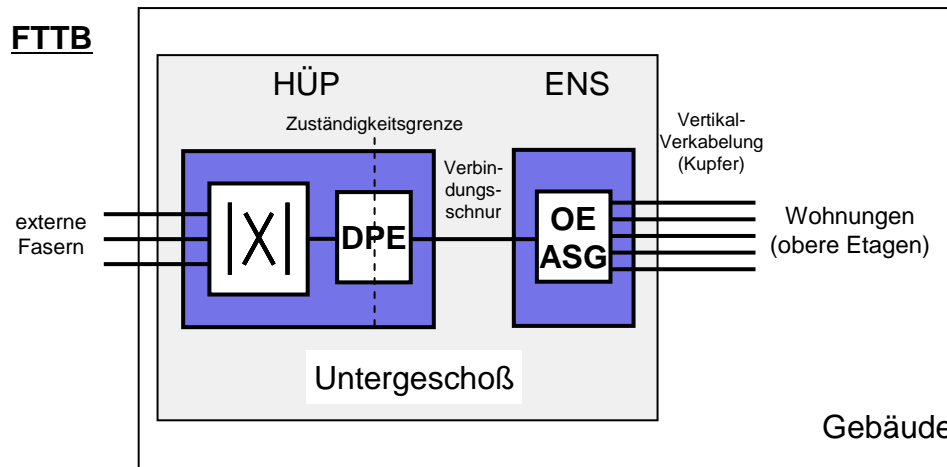 FTTB
HÜP
ENS
Zuständigkeitsgrenze
Vertikal-
Verkabelung
(Kupfer)
Verbin-
dungs-
schnur
externe
Fasern
|X|
DPE
OE
ASG
Wohnungen
(obere Etagen)
Untergeschoß
Gebäude